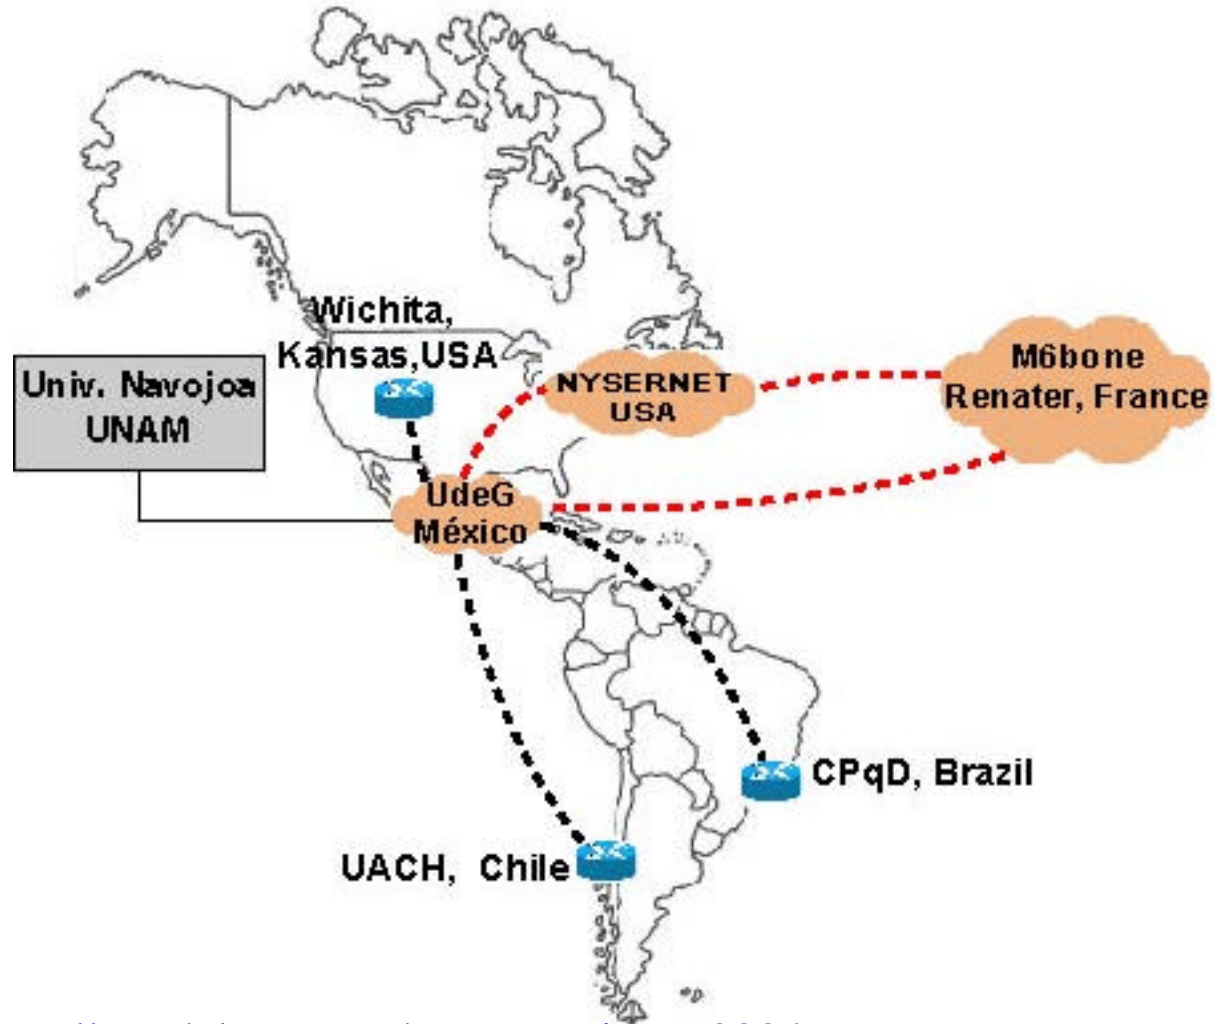 Wichita,
Kansas,USA
Univ. Navojoa
UNAM
NYSERNET
USA
M6bone
Renater, France
UdeG
México
CPqD, Brazil
UACH, Chile